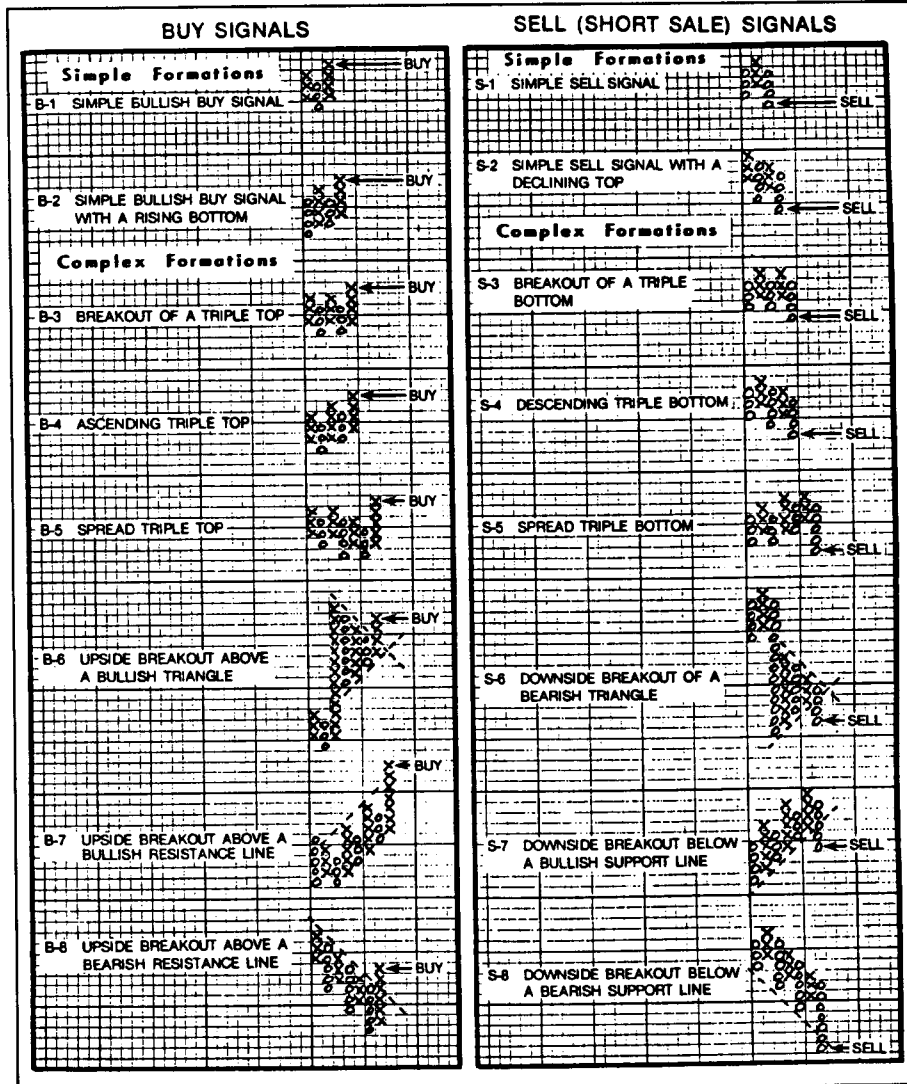 BUY SIGNALS
Simple Formations
BUY
B-1 SIMPLE BULLISH BUY SIGNAL
BUY
B-2 SIMPLE BULLISH BUY SIGNAL
WITH A RISING BOTTOM
Complex Formations
BUY
B-3 BREAKOUT OF A TRIPLE TOP
BUY
B-4 ASCENDING TRIPLE TOP
BUY
B-5 SPREAD TRIPLE TOP
BUY
B-6 UPSIDE BREAKOUT ABOVE
A BULLISH TRIANGLE
BUY
B-7 UPSIDE BREAKOUT ABOVE A
BULLISH RESISTANCE LINE
B-8 UPSIDE BREAKOUT ABOVE A
BEARISH RESISTANCE LINE
BUY
SELL (SHORT SALE) SIGNALS
Simple Formations
S-1 SIMPLE SELL SIGNAL
SELL
S-2 SIMPLE SELL SIGNAL WITH A
DECLINING TOP
SELL
Complex Formations
S-3 BREAKOUT OF A TRIPLE
BOTTOM
SELL
S-4 DESCENDING TRIPLE BOTTOM
SELL
S-5 SPREAD TRIPLE BOTTOM
SELL
S-6 DOWNSIDE BREAKOUT OF A
BEARISH TRIANGLE
SELL
S-7 DOWNSIDE BREAKOUT BELOW
A BULLISH SUPPORT LINE
SELL
S-8 DOWNSIDE BREAKOUT BELOW
A BEARISH SUPPORT LINE
SELL